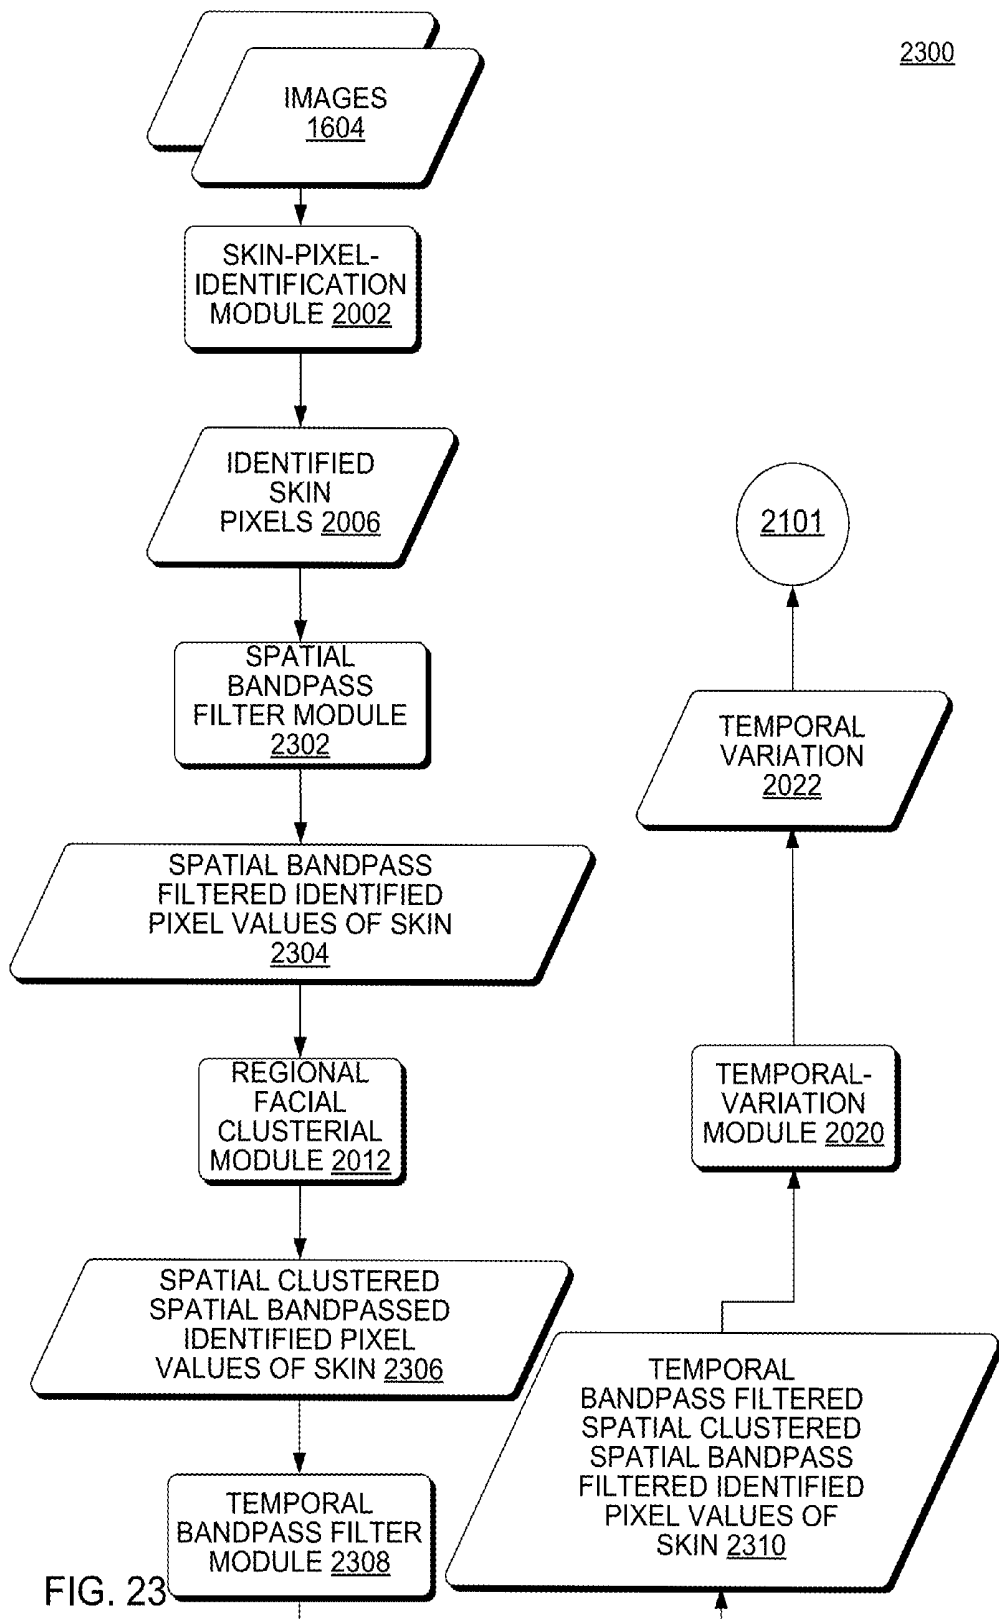 2300
IMAGES
1604
SKIN-PIXEL-
IDENTIFICATION
MODULE 2002
IDENTIFIED
SKIN
PIXELS 2006
SPATIAL
BANDPASS
FILTER MODULE
2302
SPATIAL BANDPASS
FILTERED IDENTIFIED
PIXEL VALUES OF SKIN
2304
REGIONAL
FACIAL
CLUSTERIAL
MODULE 2012
SPATIAL CLUSTERED
SPATIAL BANDPASSED
IDENTIFIED PIXEL
VALUES OF SKIN 2306
TEMPORAL
BANDPASS FILTER
MODULE 2308
TEMPORAL
BANDPASS FILTERED
SPATIAL CLUSTERED
SPATIAL BANDPASS
FILTERED IDENTIFIED
PIXEL VALUES OF
SKIN 2310
TEMPORAL-
VARIATION
MODULE 2020
TEMPORAL
VARIATION
2022
2101
FIG. 23